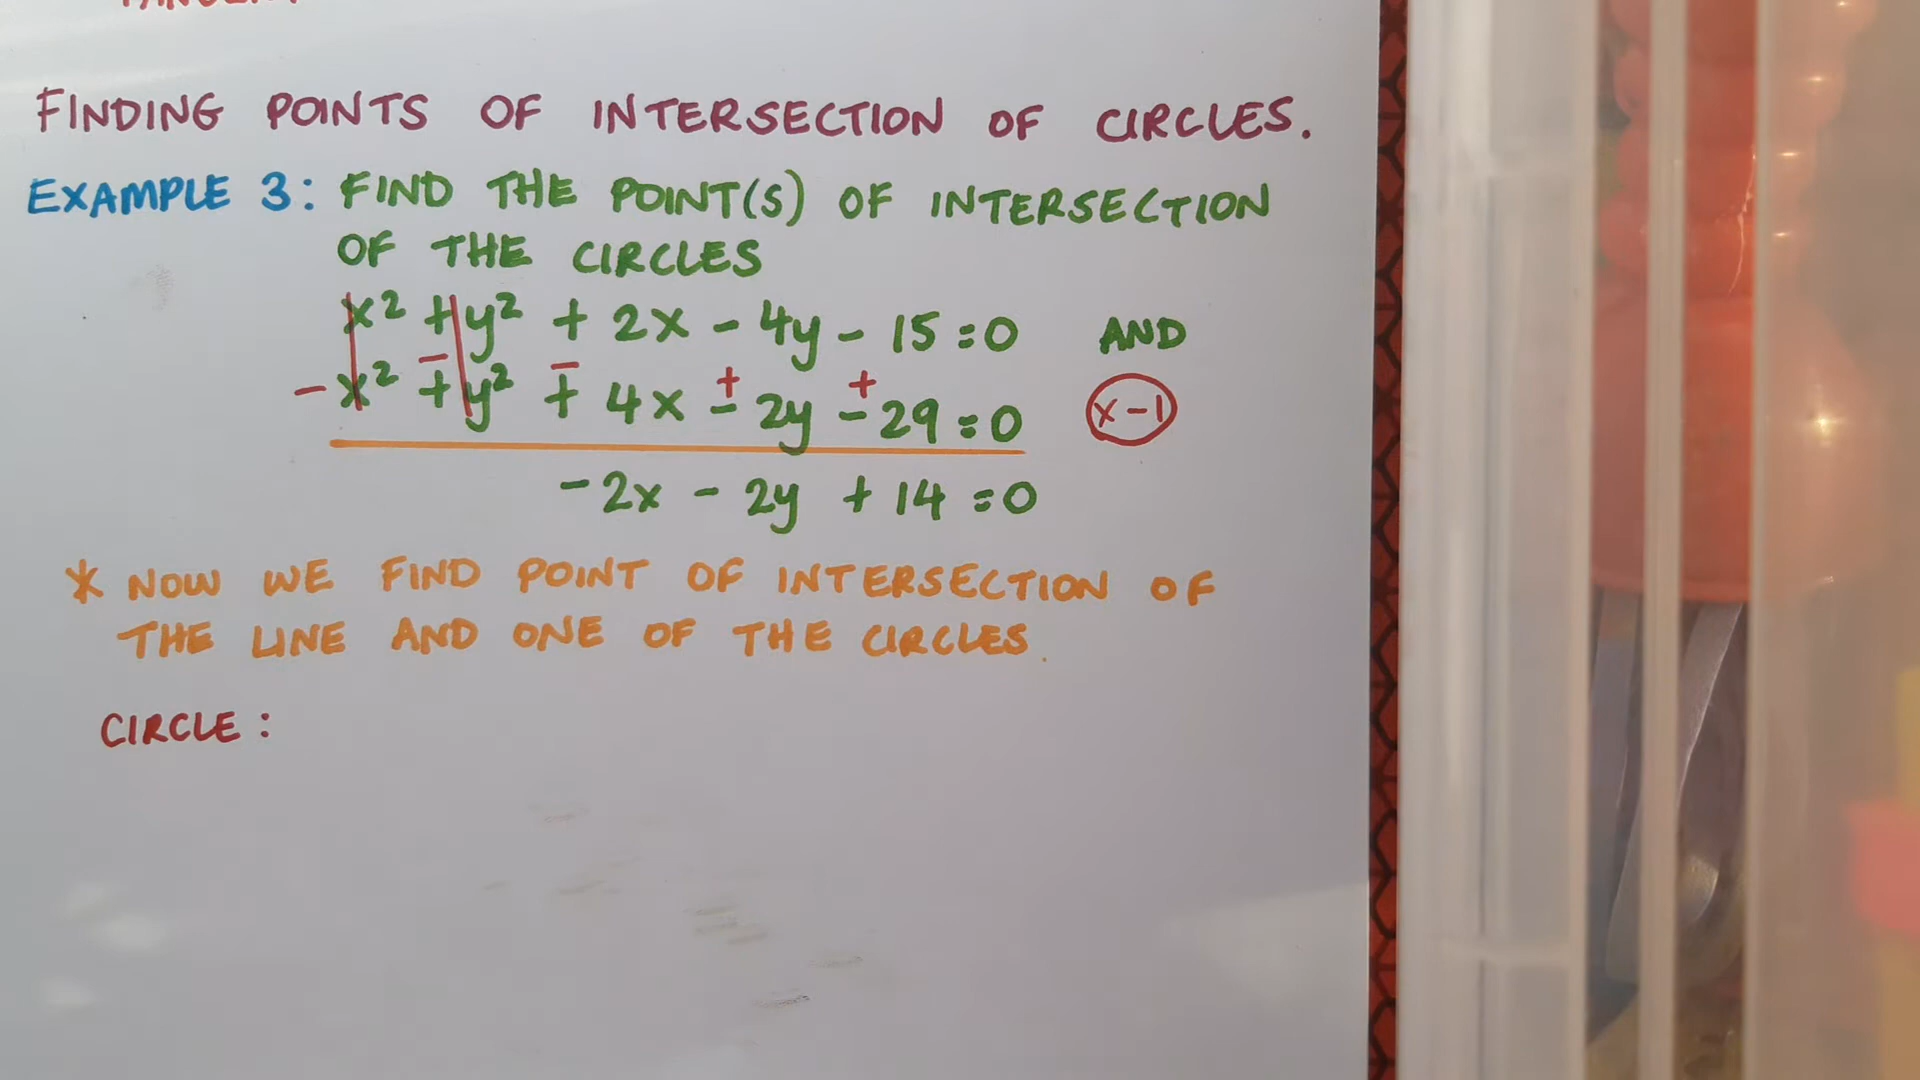 FINDING POINTS OF INTERSECTION OF CIRCLES.
EXAMPLE 3: FIND THE POINT(S) OF INTERSECTION
OF THE CIRCLES
x² + y² + 2x - 4y - 15 = 0 AND
- x² ∓ y² ∓ 4x ± 2y ± 29 = 0 x -1
-2x - 2y + 14 = 0
* NOW WE FIND POINT OF INTERSECTION OF
THE LINE AND ONE OF THE CIRCLES.
CIRCLE: